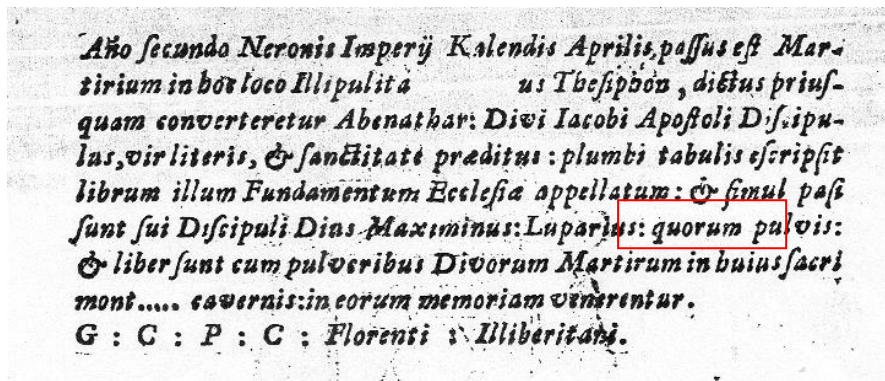 Año ſecundo Neronis Imperij Kalendis Aprilis, paſſus eſt Mar-
tirium in hoc loco Illipulita us Theſiphon, dictus priuſ-
quam converteretur Abenathar: Divi Iacobi Apoſtoli Diſcipu-
lus, vir literis, & ſanctitate præditus: plumbi tabulis eſcripſit
librum illum Fundamentum Eccleſiæ appellatum: & ſimul paſi
ſunt ſui Diſcipuli Dins Maximinus: Luparius: quorum pulvis:
& liber ſunt cum pulveribus Divorum Martirum in huius ſacri
mont..... cavernis: in eorum memoriam venerentur.
G : C : P : C : Florenti : Illiberitani.